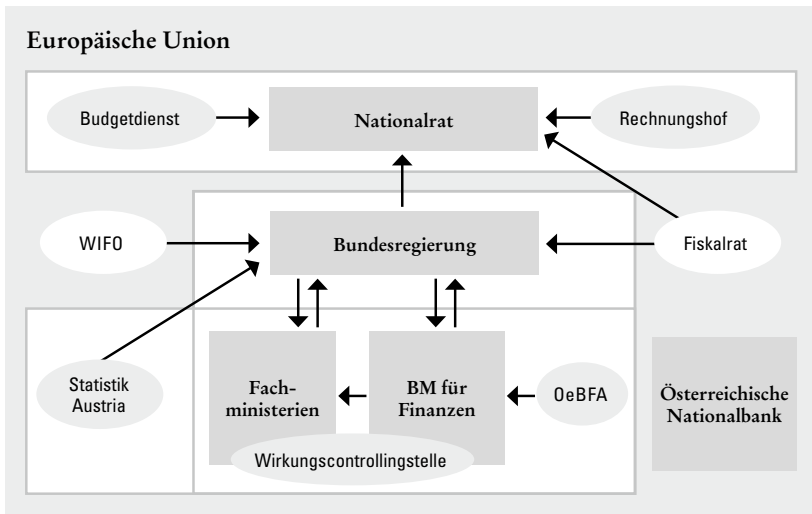 Europäische Union
Budgetdienst
Nationalrat
Rechnungshof
WIFO
Bundesregierung
Fiskalrat
Statistik
Austria
Fach-
ministerien
BM für
Finanzen
OeBFA
Österreichische
Nationalbank
Wirkungscontrollingstelle